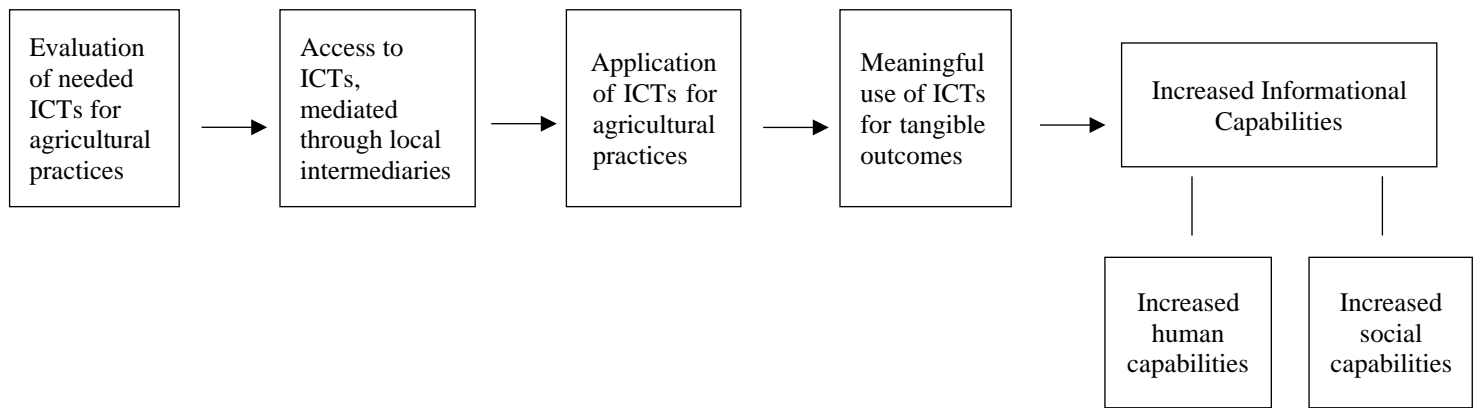 Evaluation
of needed
ICTs for
agricultural
practices
Access to
ICTs,
mediated
through local
intermediaries
Application
of ICTs for
agricultural
practices
Meaningful
use of ICTs
for tangible
outcomes
Increased Informational
Capabilities
Increased
human
capabilities
Increased
social
capabilities